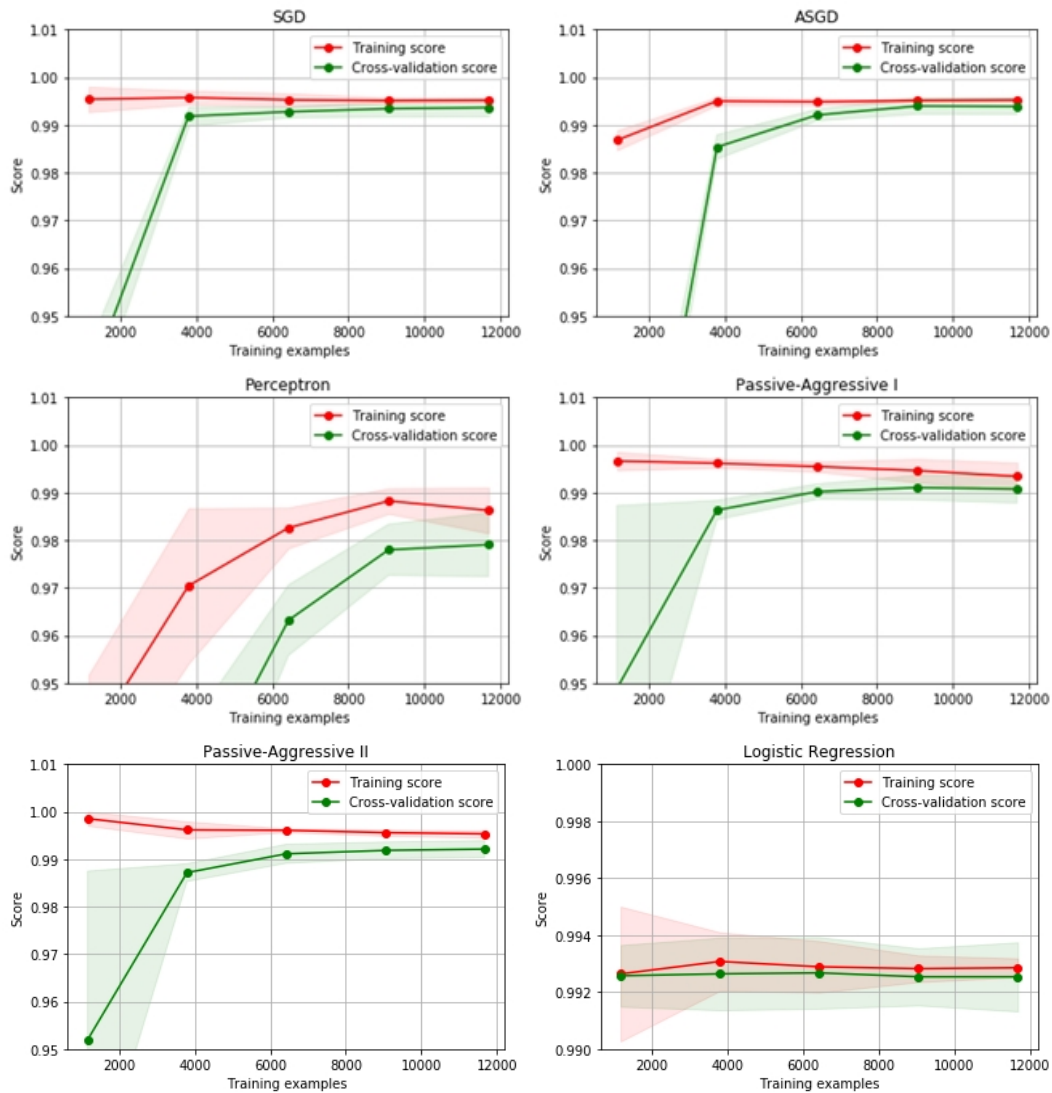 SGD
1.01
1.00
0.99
0.98
0.97
0.96
0.95
Score
Training score
Cross-validation score
2000 4000 6000 8000 10000 12000
Training examples
ASGD
1.01
1.00
0.99
0.98
0.97
0.96
0.95
Score
Training score
Cross-validation score
2000 4000 6000 8000 10000 12000
Training examples
Perceptron
1.01
1.00
0.99
0.98
0.97
0.96
0.95
Score
Training score
Cross-validation score
2000 4000 6000 8000 10000 12000
Training examples
Passive-Aggressive I
1.01
1.00
0.99
0.98
0.97
0.96
0.95
Score
Training score
Cross-validation score
2000 4000 6000 8000 10000 12000
Training examples
Passive-Aggressive II
1.01
1.00
0.99
0.98
0.97
0.96
0.95
Score
Training score
Cross-validation score
2000 4000 6000 8000 10000 12000
Training examples
Logistic Regression
1.000
0.998
0.996
0.994
0.992
0.990
Score
Training score
Cross-validation score
2000 4000 6000 8000 10000 12000
Training examples